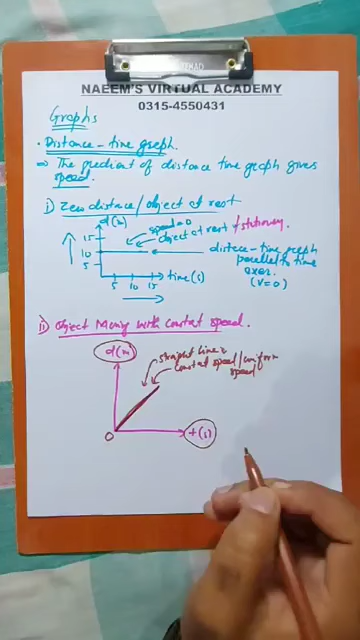 NAEEM'S VIRTUAL ACADEMY
0315-4550431
Graphs
• Distance-time graph.
⇒ The gradient of distance time graph gives
speed.
i) Zero distance/object at rest
d(m)
speed=0
object at rest & stationary.
15
10
5
distance-time graph
parallel to time
axis.
(v=0)
5 10 15 time(s)
ii) Object Moving with constant speed.
d(m)
straight line =
constant speed/uniform
speed
0
t(s)